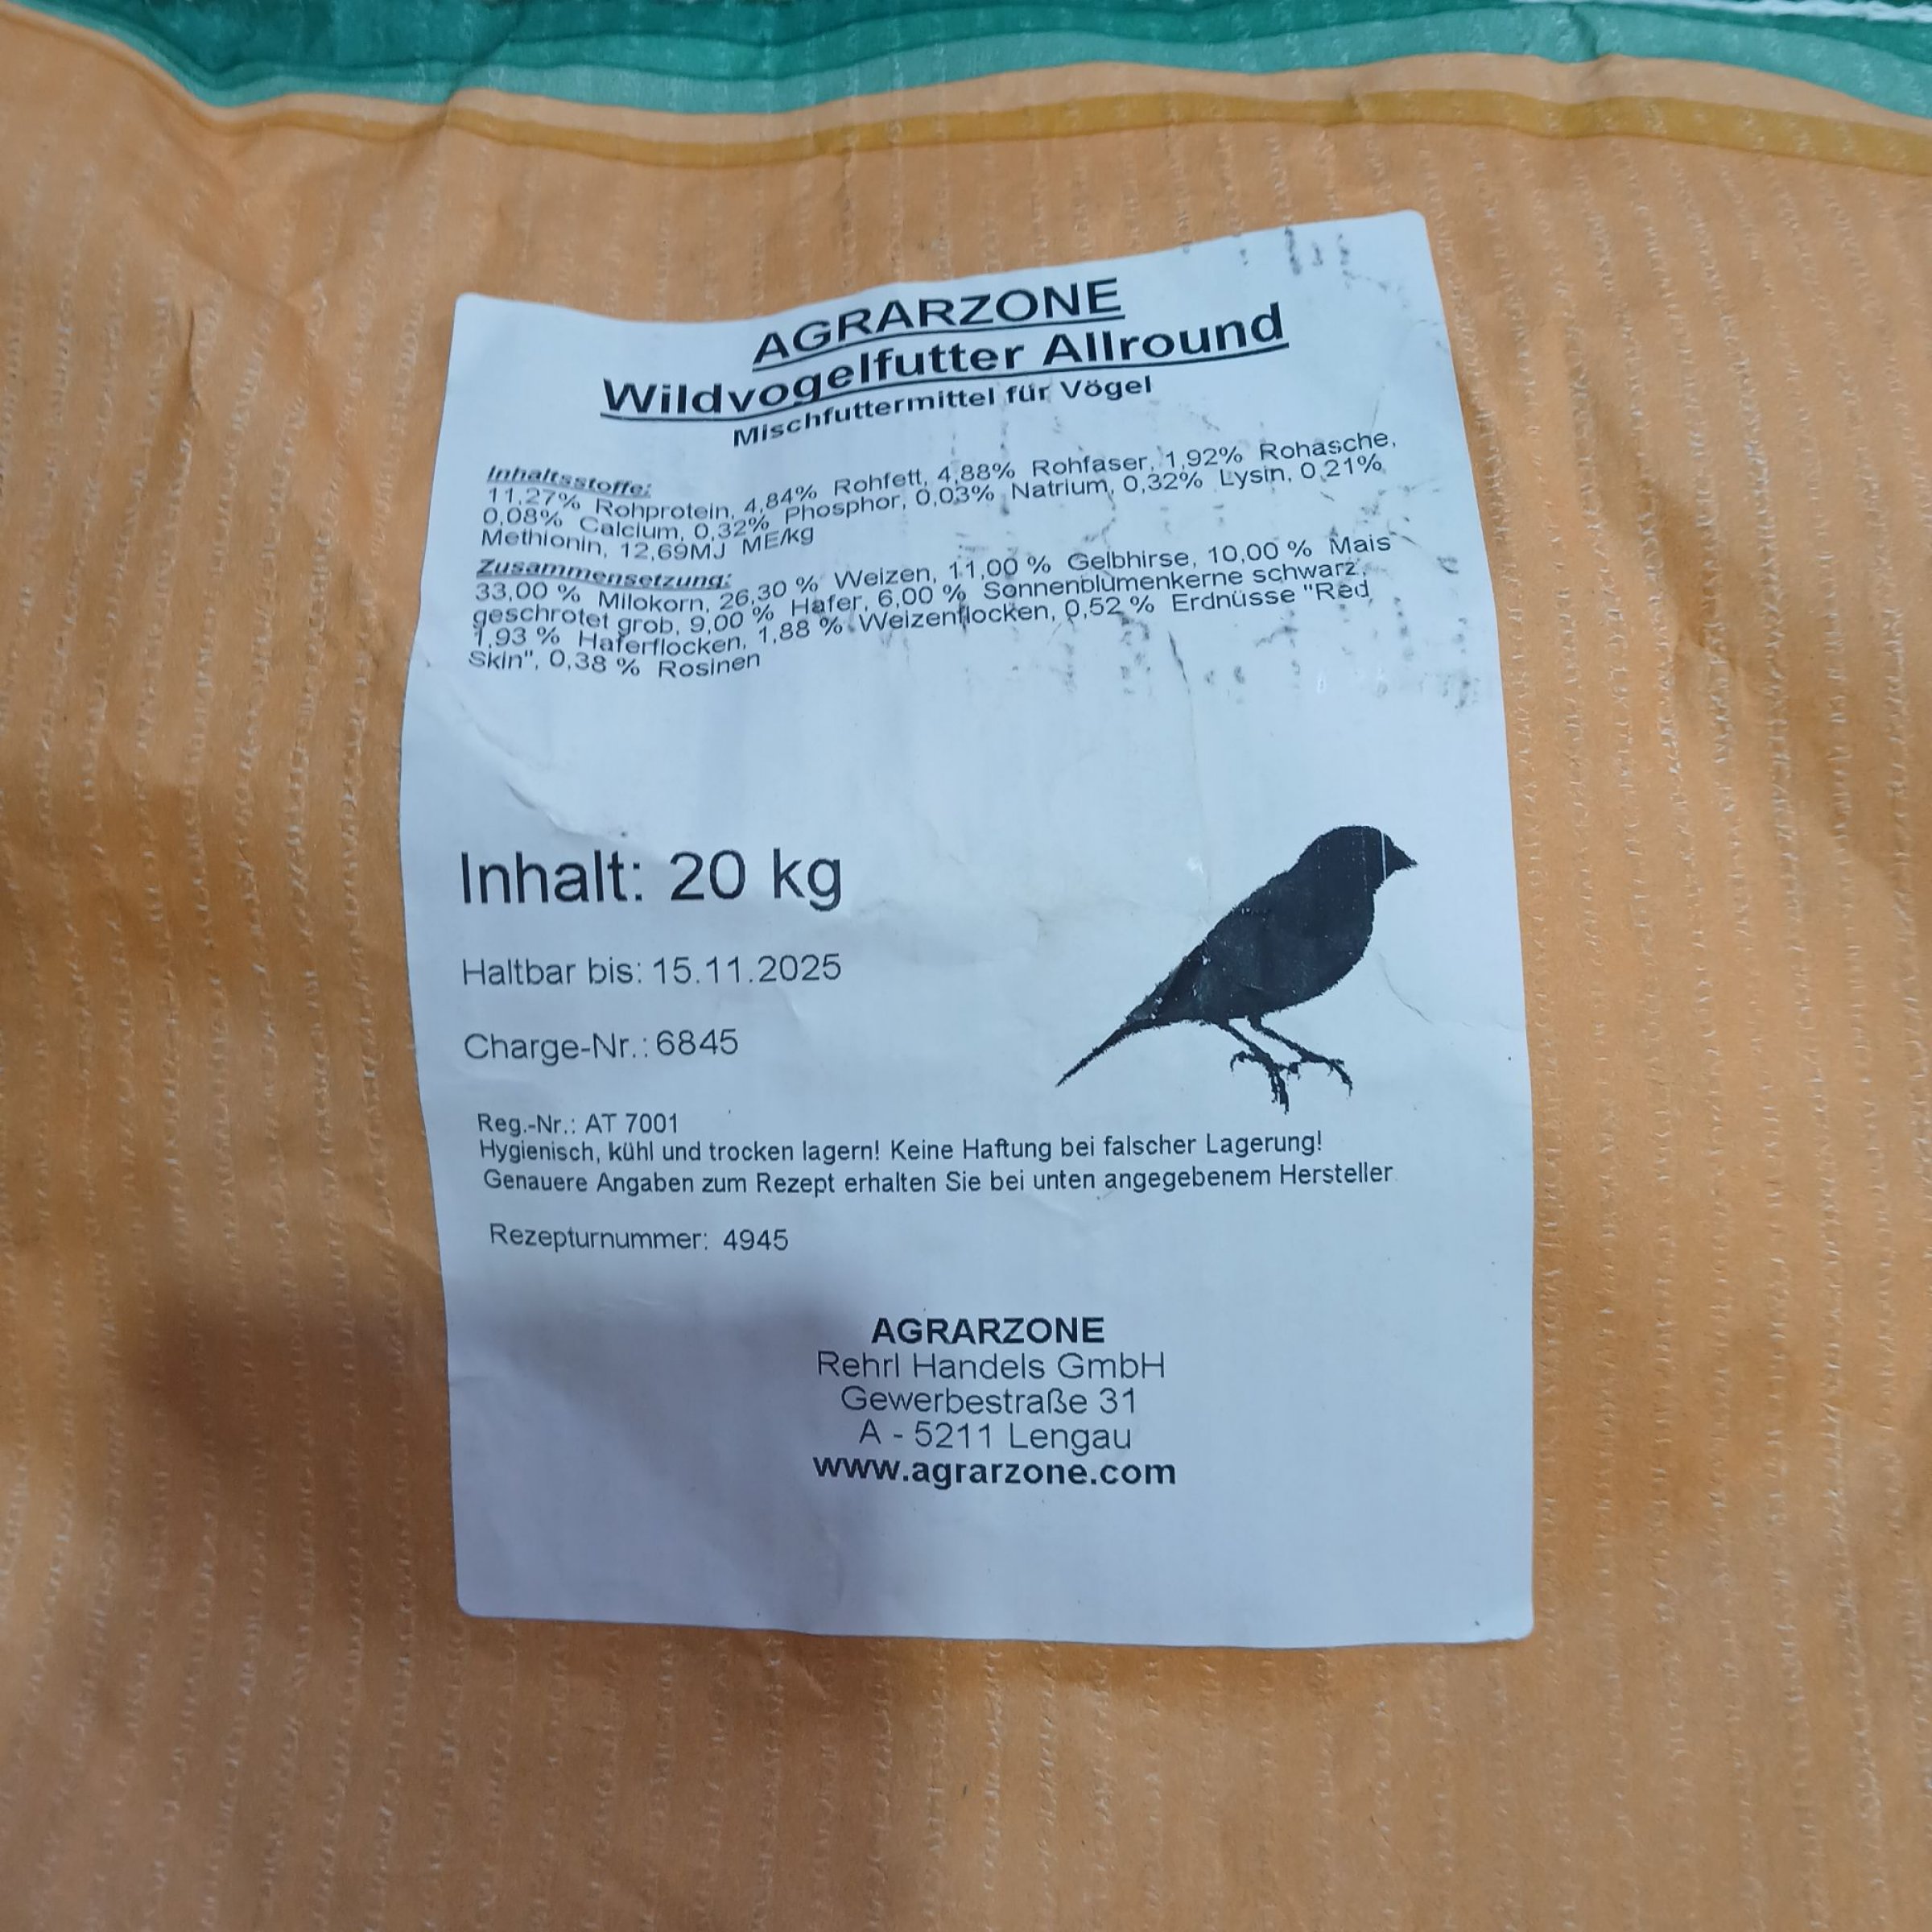 AGRARZONE
Wildvogelfutter Allround
Mischfuttermittel für Vögel
Inhaltsstoffe:
11,27% Rohprotein, 4,84% Rohfett, 4,88% Rohfaser, 1,92% Rohasche,
0,08% Calcium, 0,32% Phosphor, 0,03% Natrium, 0,32% Lysin, 0,21%
Methionin, 12,69MJ ME/kg
Zusammensetzung:
33,00 % Milokorn, 26,30 % Weizen, 11,00 % Gelbhirse, 10,00 % Mais
geschrotet grob, 9,00 % Hafer, 6,00 % Sonnenblumenkerne schwarz,
1,93 % Haferflocken, 1,88 % Weizenflocken, 0,52 % Erdnüsse "Red
Skin", 0,38 % Rosinen
Inhalt: 20 kg
Haltbar bis: 15.11.2025
Charge-Nr.: 6845
Reg.-Nr.: AT 7001
Hygienisch, kühl und trocken lagern! Keine Haftung bei falscher Lagerung!
Genauere Angaben zum Rezept erhalten Sie bei unten angegebenem Hersteller
Rezepturnummer: 4945
AGRARZONE
Rehrl Handels GmbH
Gewerbestraße 31
A - 5211 Lengau
www.agrarzone.com